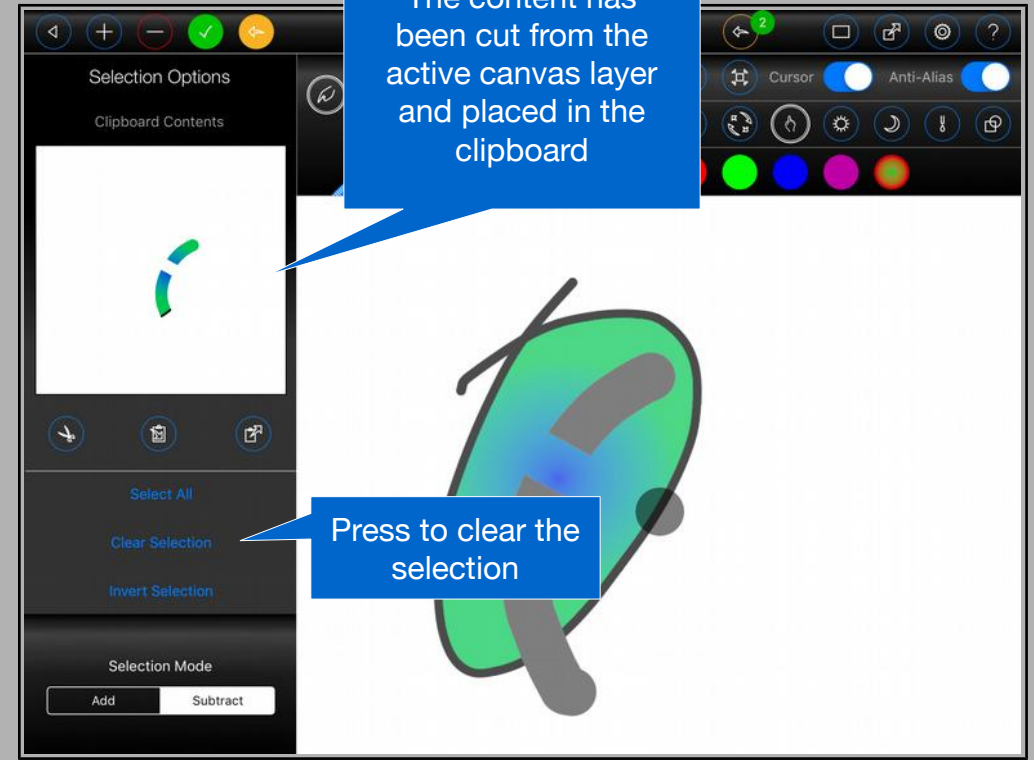 The content has
been cut from the
active canvas layer
and placed in the
clipboard
2
?
Selection Options
Cursor
Anti-Alias
Clipboard Contents
Select All
Clear Selection
Invert Selection
Press to clear the
selection
Selection Mode
Add
Subtract